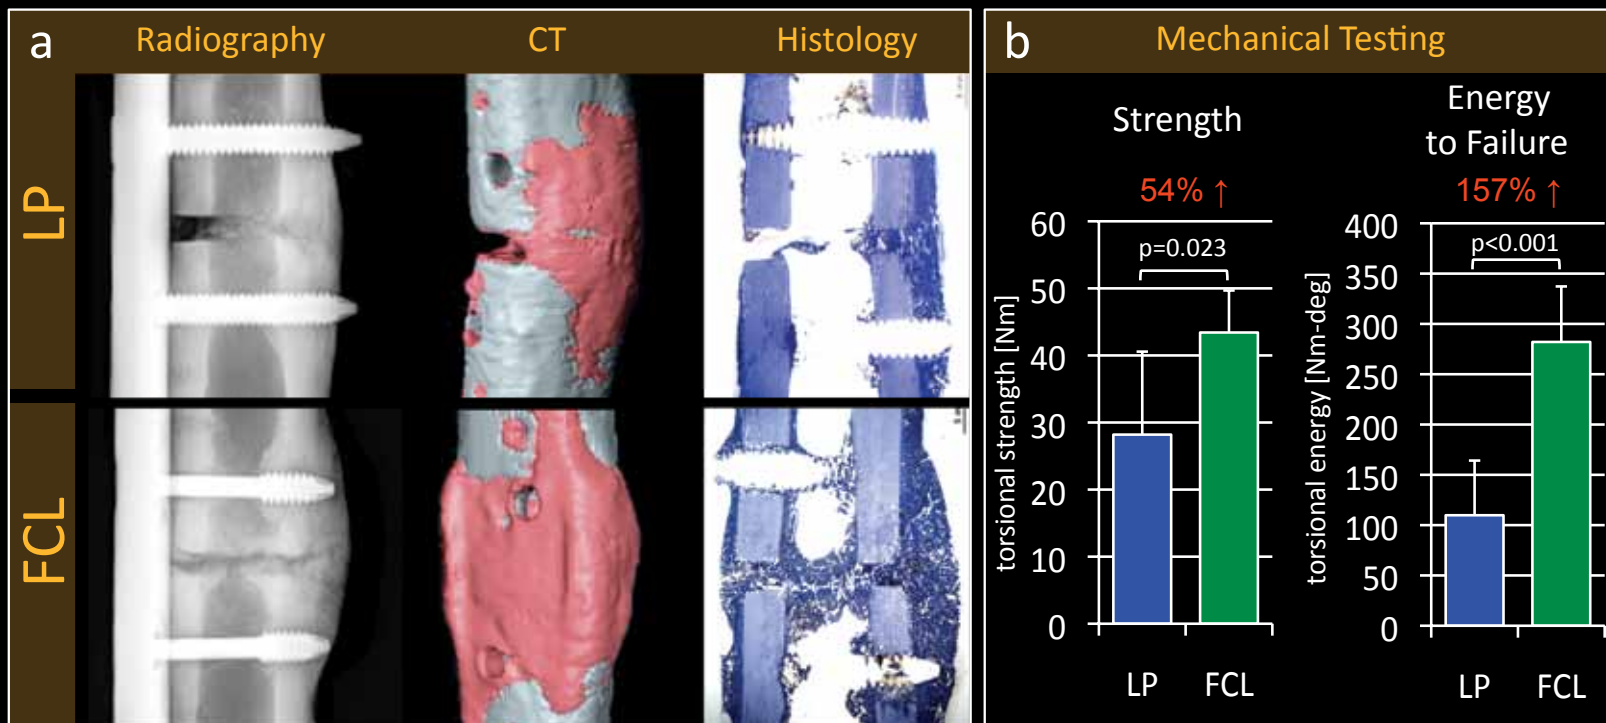 a
Radiography
CT
Histology
LP
FCL
b
Mechanical Testing
Strength
54% ↑
torsional strength [Nm]
60
50
40
30
20
10
0
p=0.023
LP
FCL
Energy
to Failure
157% ↑
torsional energy [Nm-deg]
400
350
300
250
200
150
100
50
0
p<0.001
LP
FCL